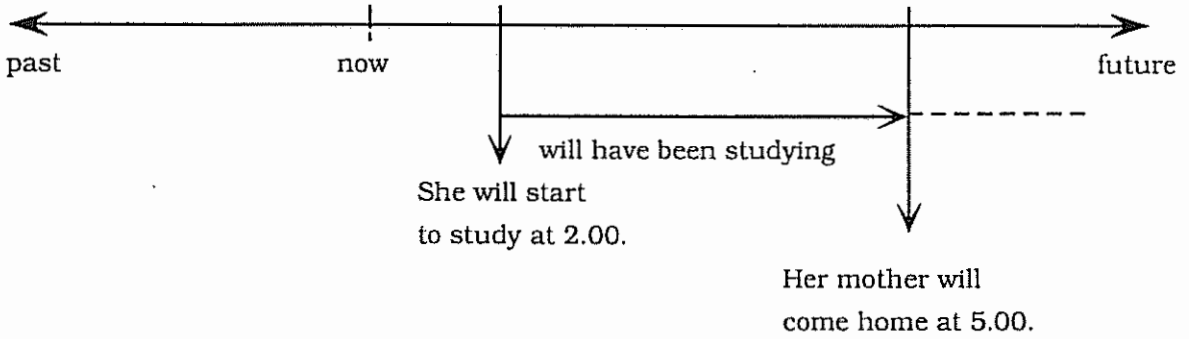 past
now
future
will have been studying
She will start
to study at 2.00.
Her mother will
come home at 5.00.